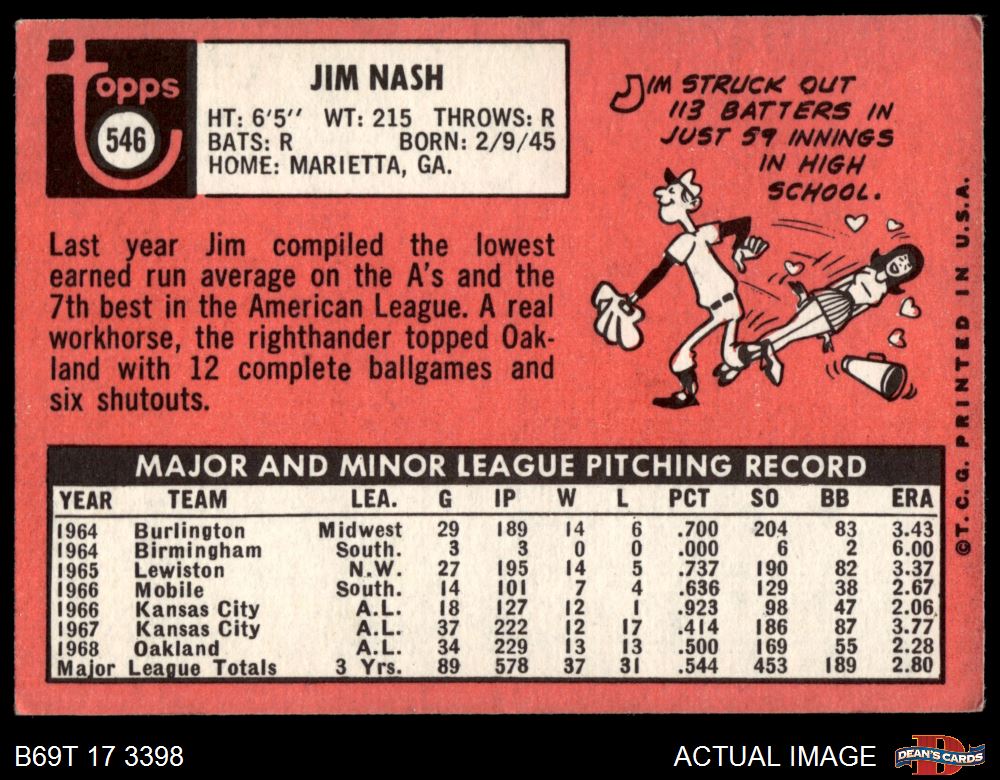 Topps
546
JIM NASH
HT: 6'5" WT: 215 THROWS: R
BATS: R BORN: 2/9/45
HOME: MARIETTA, GA.
JIM STRUCK OUT
113 BATTERS IN
JUST 59 INNINGS
IN HIGH
SCHOOL.
Last year Jim compiled the lowest
earned run average on the A's and the
7th best in the American League. A real
workhorse, the righthander topped Oak-
land with 12 complete ballgames and
six shutouts.
©T.C.G. PRINTED IN U.S.A.
MAJOR AND MINOR LEAGUE PITCHING RECORD
YEAR TEAM LEA. G IP W L PCT SO BB ERA
1964 Burlington Midwest 29 189 14 6 .700 204 83 3.43
1964 Birmingham South. 3 3 0 0 .000 6 2 6.00
1965 Lewiston N.W. 27 195 14 5 .737 190 82 3.37
1966 Mobile South. 14 101 7 4 .636 129 38 2.67
1966 Kansas City A.L. 18 127 12 1 .923 98 47 2.06
1967 Kansas City A.L. 37 222 12 17 .414 186 87 3.77
1968 Oakland A.L. 34 229 13 13 .500 169 55 2.28
Major League Totals 3 Yrs. 89 578 37 31 .544 453 189 2.80
B69T 17 3398
ACTUAL IMAGE
D
DEAN'S CARDS